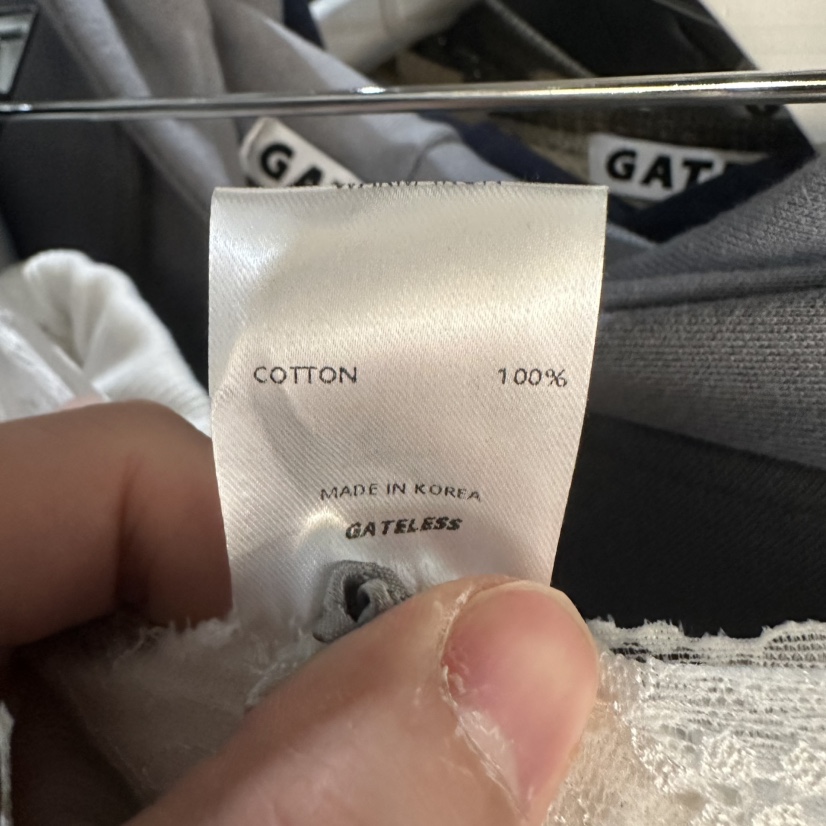 GA
GAT
COTTON 100%
MADE IN KOREA
GATELESS